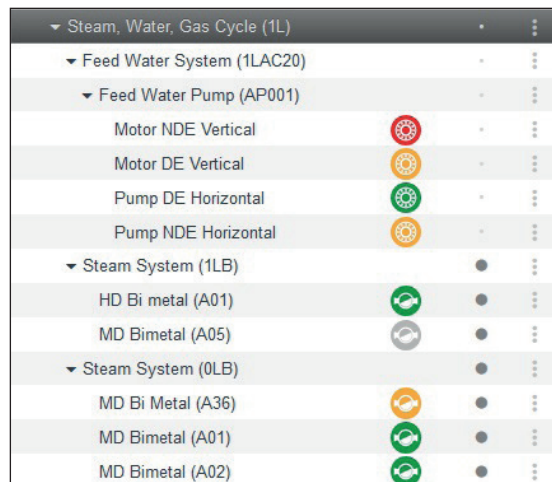 Steam, Water, Gas Cycle (1L)
Feed Water System (1LAC20)
Feed Water Pump (AP001)
Motor NDE Vertical
Motor DE Vertical
Pump DE Horizontal
Pump NDE Horizontal
Steam System (1LB)
HD Bi metal (A01)
MD Bimetal (A05)
Steam System (0LB)
MD Bi Metal (A36)
MD Bimetal (A01)
MD Bimetal (A02)